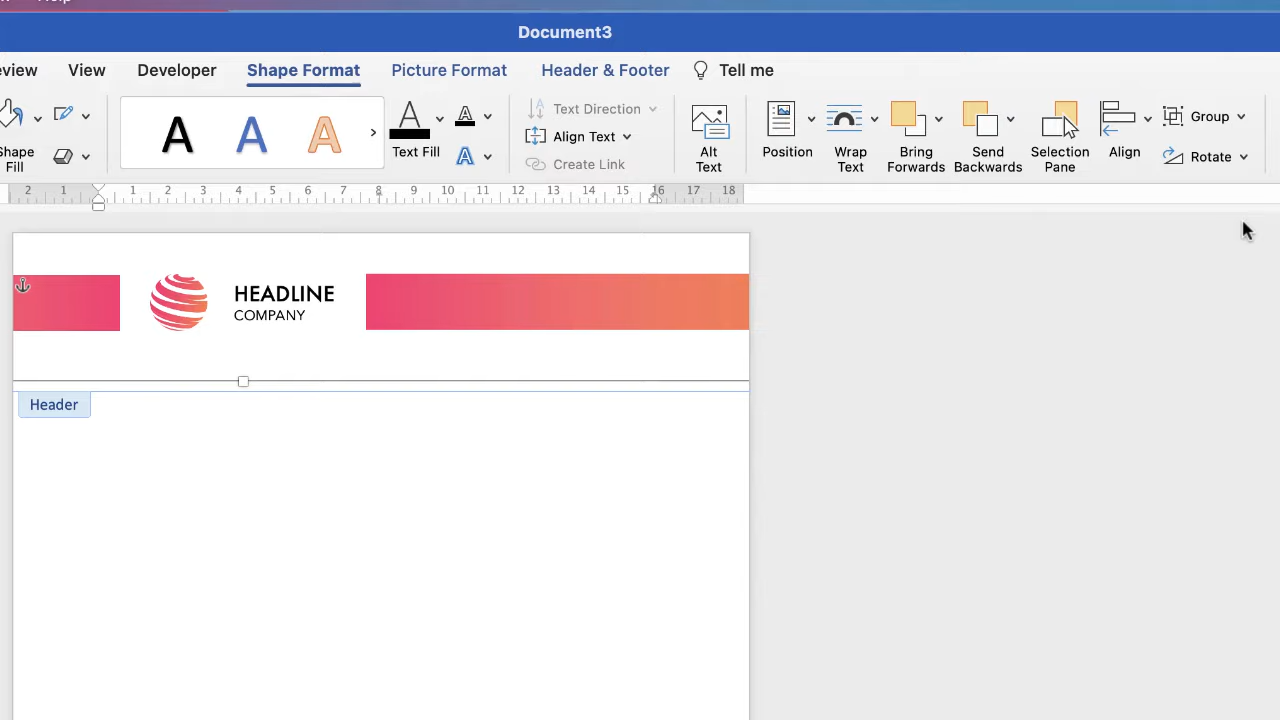 Help
Document3
eview View Developer Shape Format Picture Format Header & Footer Tell me
Shape Fill
A A A
A Text Fill
A
A
Text Direction
Align Text
Create Link
Alt Text
Position
Wrap Text
Bring Forwards
Send Backwards
Selection Pane
Align
Group
Rotate
2 1 1 2 3 4 5 6 7 8 9 10 11 12 13 14 15 16 17 18
HEADLINE
COMPANY
Header